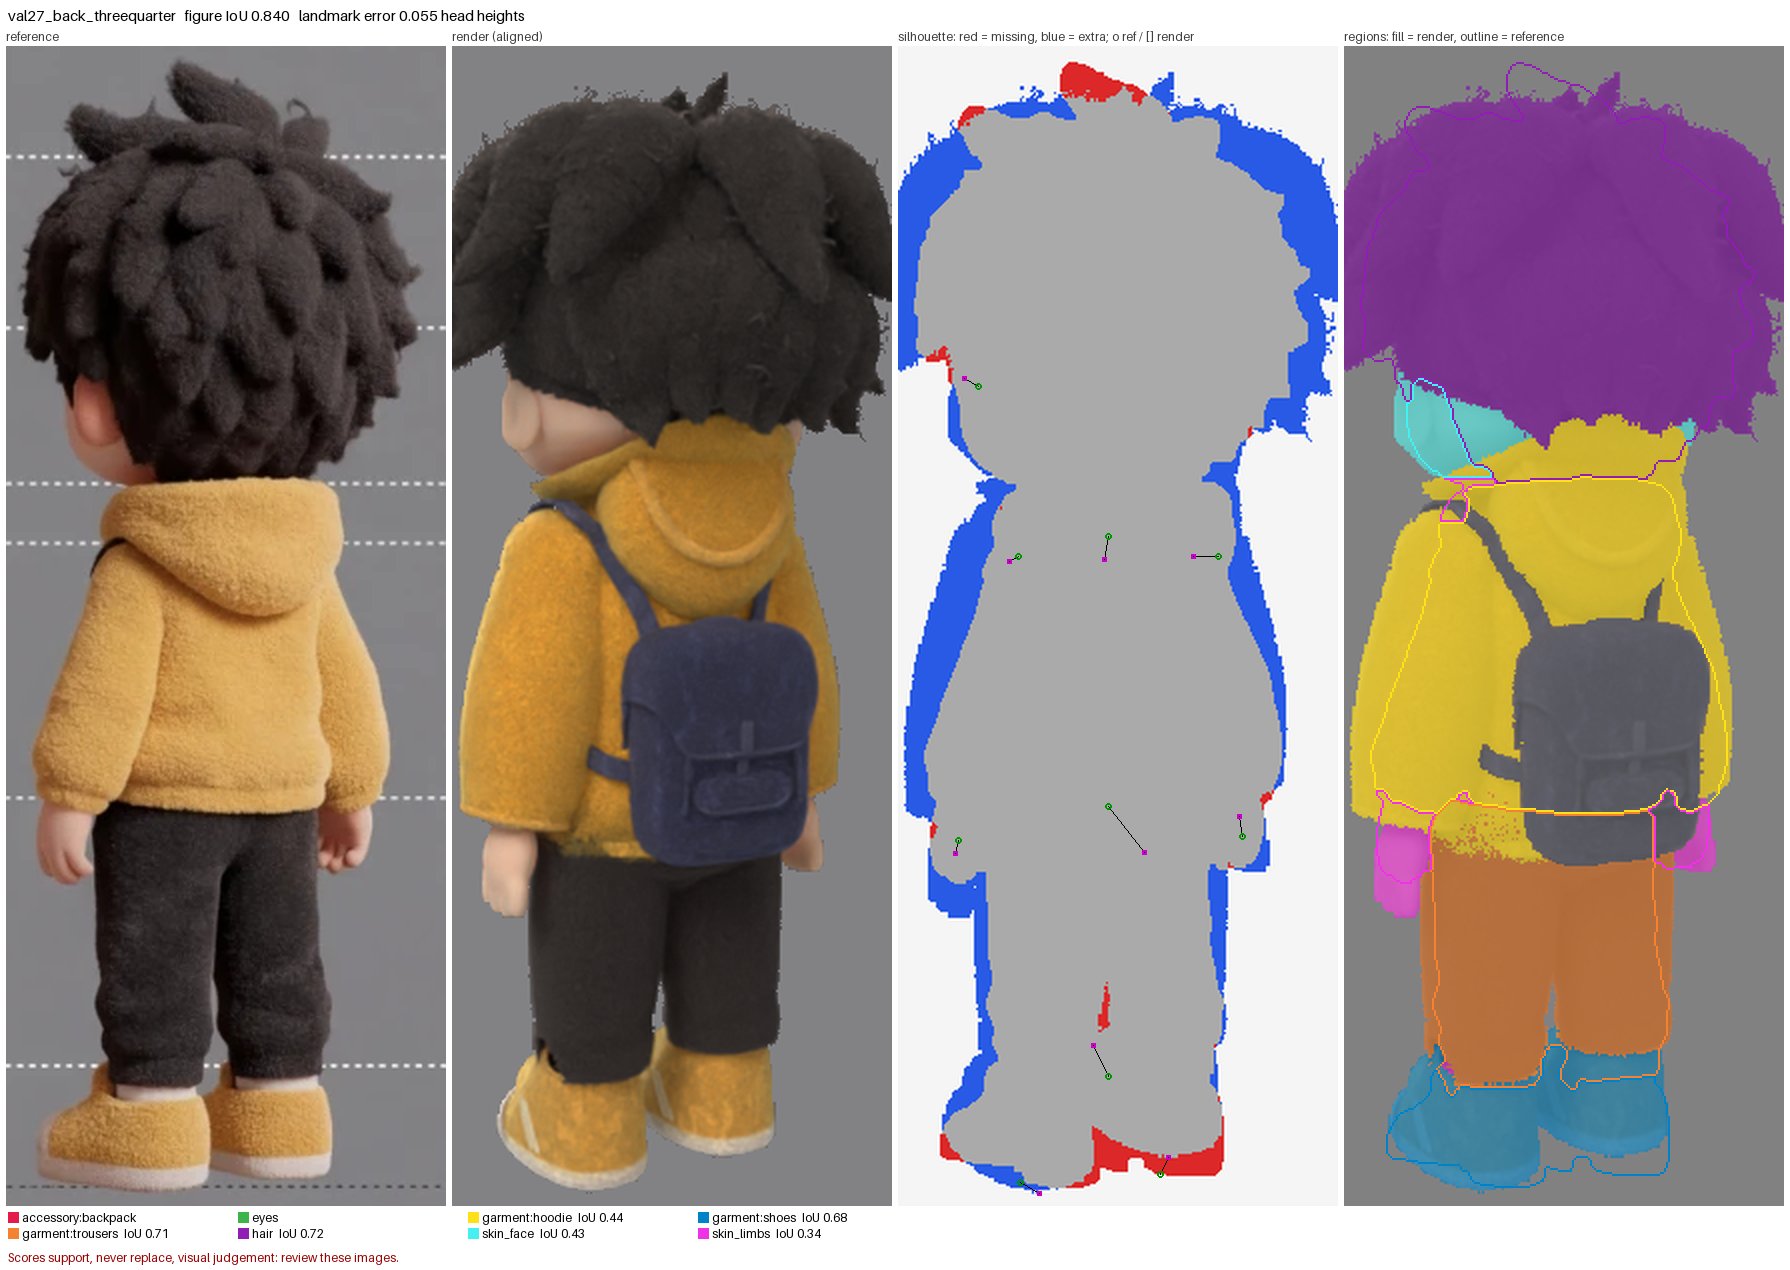 val27_back_threequarter figure IoU 0.840 landmark error 0.055 head heights
reference
render (aligned)
silhouette: red = missing, blue = extra; o ref / [] render
regions: fill = render, outline = reference
accessory:backpack
eyes
garment:hoodie IoU 0.44
garment:shoes IoU 0.68
garment:trousers IoU 0.71
hair IoU 0.72
skin_face IoU 0.43
skin_limbs IoU 0.34
Scores support, never replace, visual judgement: review these images.